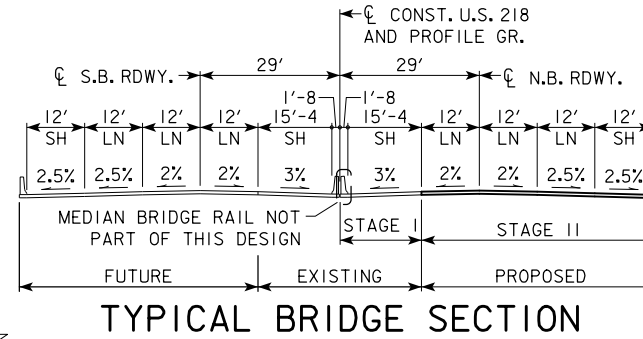 ℄ CONST. U.S. 218
AND PROFILE GR.
29' 29'
℄ S.B. RDWY. ℄ N.B. RDWY.
1'-8 1'-8
12' 12' 12' 12' 15'-4 15'-4 12' 12' 12' 12'
SH LN LN LN SH SH LN LN LN SH
2.5% 2.5% 2% 2% 3% 3% 2% 2% 2.5% 2.5%
MEDIAN BRIDGE RAIL NOT
PART OF THIS DESIGN
STAGE I STAGE II
FUTURE EXISTING PROPOSED
TYPICAL BRIDGE SECTION